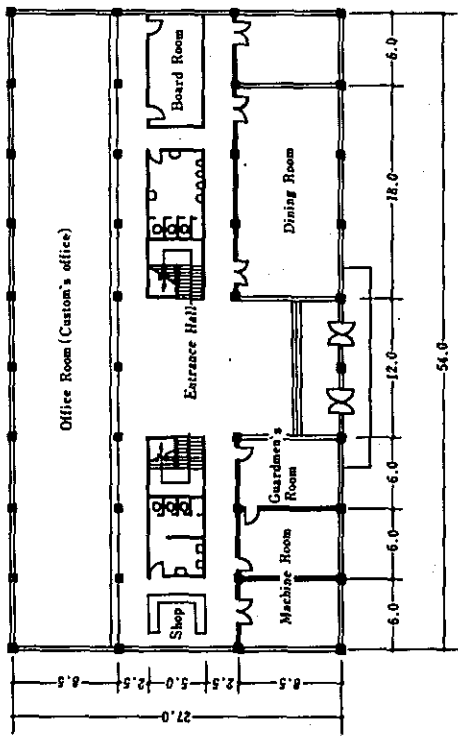 Office Room (Custom's office)
Shop
Entrance Hall
Board Room
Machine Room
Guardmen's
Room
Dining Room
8.5
2.5
5.0
2.5
8.5
27.0
6.0
6.0
6.0
12.0
18.0
6.0
54.0